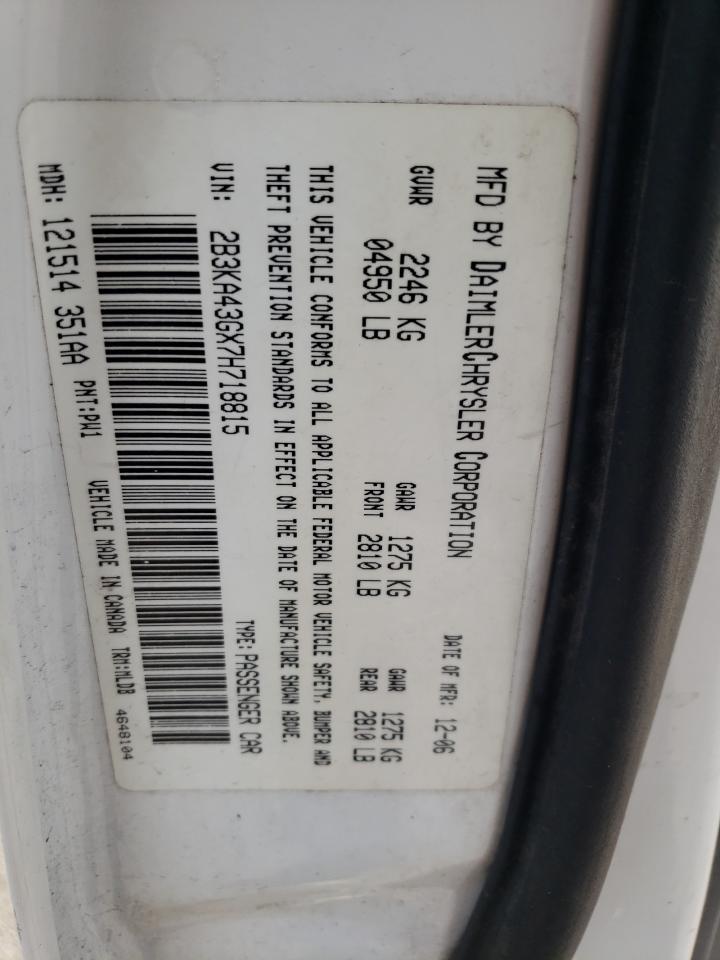 MFD BY DAIMLERCHRYSLER CORPORATION
DATE OF MFR: 12-06
GVWR 2246 KG
04950 LB
GAWR FRONT 1275 KG
2810 LB
GAWR REAR 1275 KG
2810 LB
THIS VEHICLE CONFORMS TO ALL APPLICABLE FEDERAL MOTOR VEHICLE SAFETY, BUMPER AND
THEFT PREVENTION STANDARDS IN EFFECT ON THE DATE OF MANUFACTURE SHOWN ABOVE.
VIN: 2B3KA43GX7H718815 TYPE: PASSENGER CAR
MDH: 121514 351AA PNT:PW1 VEHICLE MADE IN CANADA TRM:MLDB 4648104